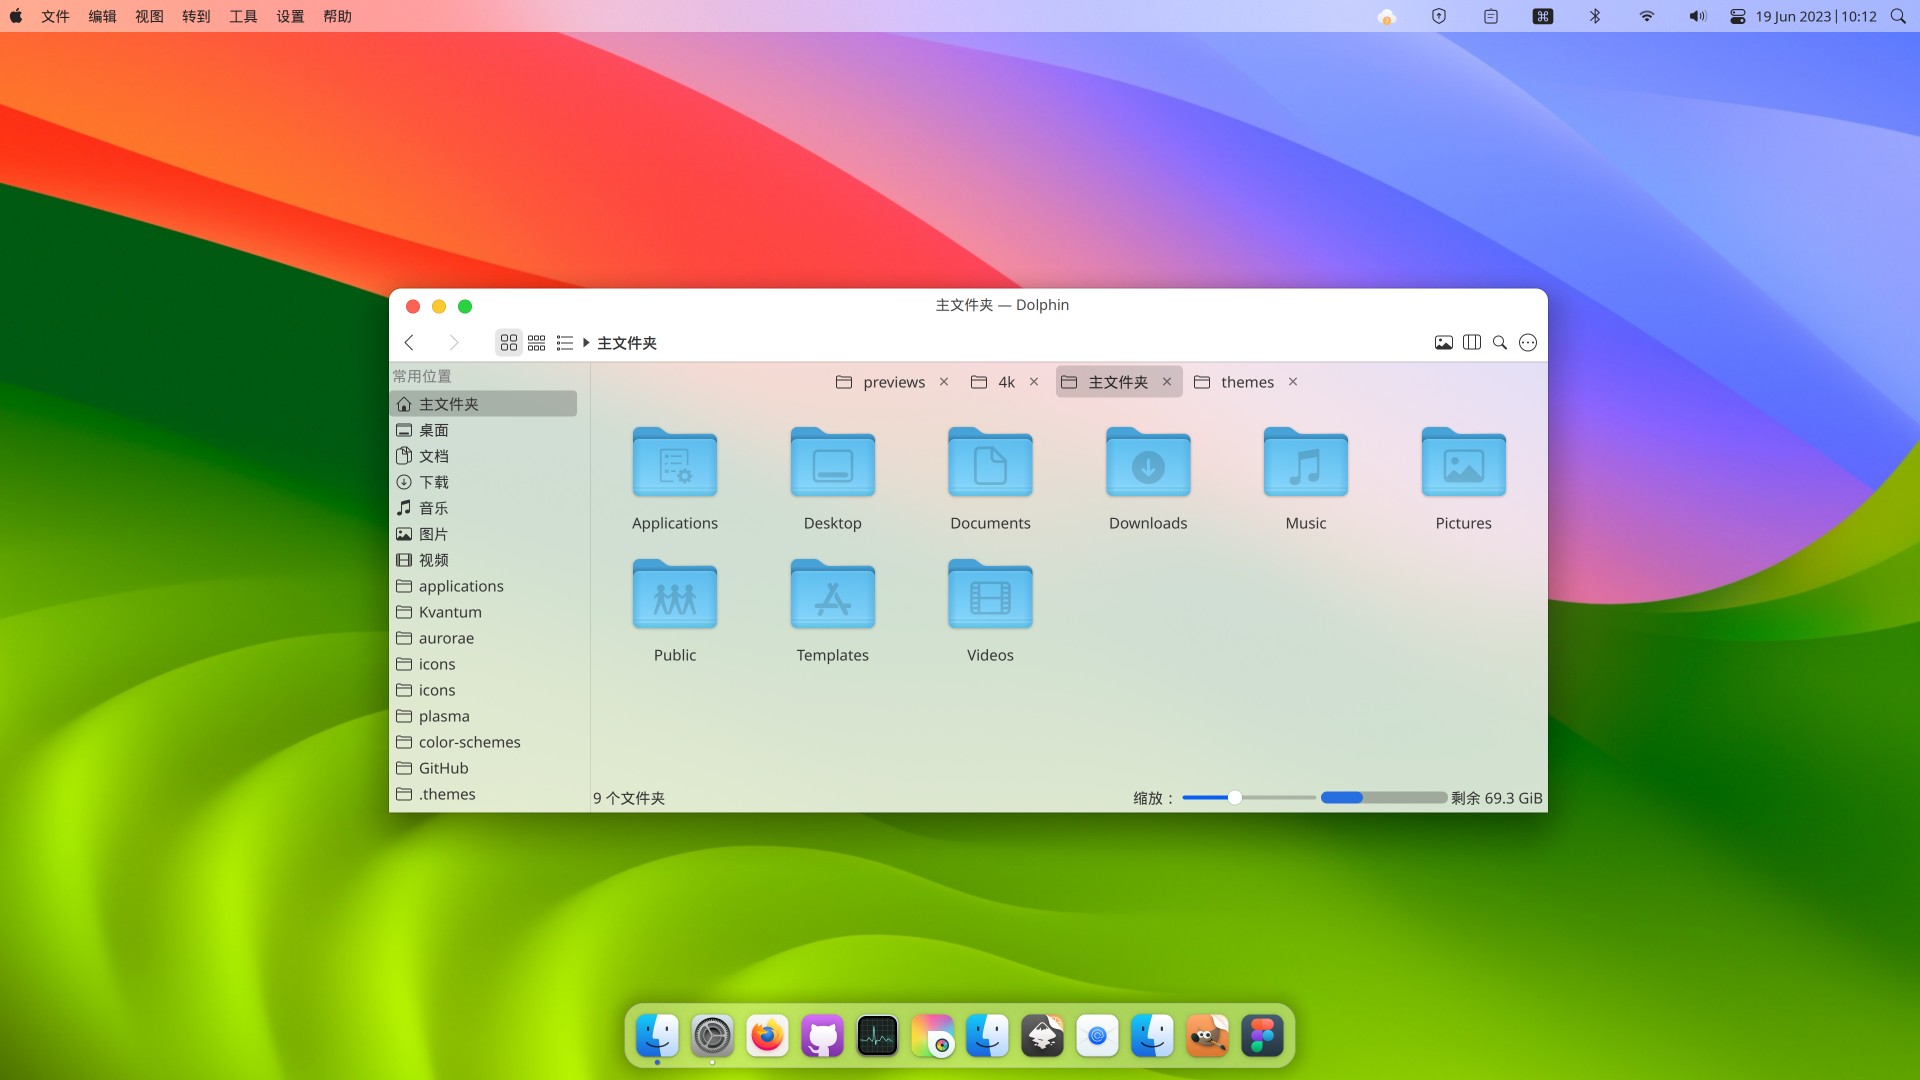 文件 编辑 视图 转到 工具 设置 帮助 19 Jun 2023|10:12
主文件夹 — Dolphin
主文件夹
常用位置
主文件夹
桌面
文档
下载
音乐
图片
视频
applications
Kvantum
aurorae
icons
icons
plasma
color-schemes
GitHub
.themes
previews 4k 主文件夹 themes
Applications Desktop Documents Downloads Music Pictures
Public Templates Videos
9 个文件夹 缩放： 剩余 69.3 GiB